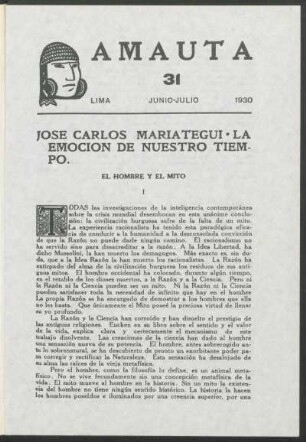 AMAUTA
31
LIMA JUNIO-JULIO 1930
JOSE CARLOS MARIATEGUI · LA
EMOCION DE NUESTRO TIEM-
PO.
EL HOMBRE Y EL MITO
I
TODAS las investigaciones de la inteligencia contemporánea
sobre la crisis mundial desembocan en esta unánime conclu-
sión: la civilización burguesa sufre de la falta de un mito.
La experiencia racionalista ha tenido esta paradójica efica-
cia de conducir a la humanidad a la desconsolada convicción
de que la Razón no puede darle ningún camino. El racionalismo no
ha servido sino para desacreditar a la razón. A la Idea Libertad, ha
dicho Mussolini, la han muerto los demagogos. Más exacto es, sin du-
da, que a la Idea Razón la han muerto los racionalistas. La Razón ha
extirpado del alma de la civilización burguesa los residuos de sus anti-
guos mitos. El hombre occidental ha colocado, durante algún tiempo,
en el retablo de los dioses muertos a la Razón y a la Ciencia. Pero ni
la Razón ni la Ciencia pueden ser un mito. Ni la Razón ni la Ciencia
pueden satisfacer toda la necesidad de infinito que hay en el hombre
La propia Razón se ha encargado de demostrar a los hombres que ella
no les basta. Que únicamente el Mito posee la preciosa virtud de llenar
su yo profundo.
La Razón y la Ciencia han corroído y han disuelto el prestigio de
las antiguas religiones. Eucken en su libro sobre el sentido y el valor
de la vida, explica clara y certeramente el mecanismo de este
trabajo disolvente. Las creaciones de la ciencia han dado al hombre
una sensación nueva de su potencia. El hombre, antes sobrecogido an-
te lo sobrenatural, se ha descubierto de pronto un exorbitante poder pa-
ra corregir y rectificar la Naturaleza. Esta sensación ha desalojado de
su alma las raíces de la vieja metafísica.
Pero el hombre, como la filosofía lo define, es un animal metafí-
sico. No se vive fecundamente sin una concepción metafísica de la
vida. El mito mueve al hombre en la historia. Sin un mito la existen-
cia del hombre no tiene ningún sentido histórico. La historia la hacen
los hombres poseídos e iluminados por una creencia superior, por una